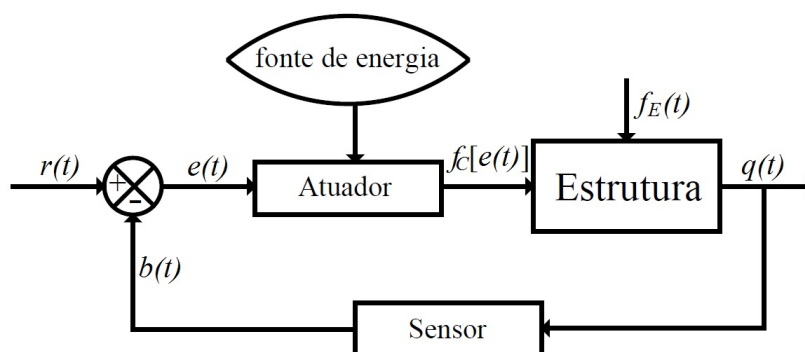 fonte de energia
f_E(t)
r(t)
+
-
e(t)
Atuador
f_C[e(t)]
Estrutura
q(t)
b(t)
Sensor